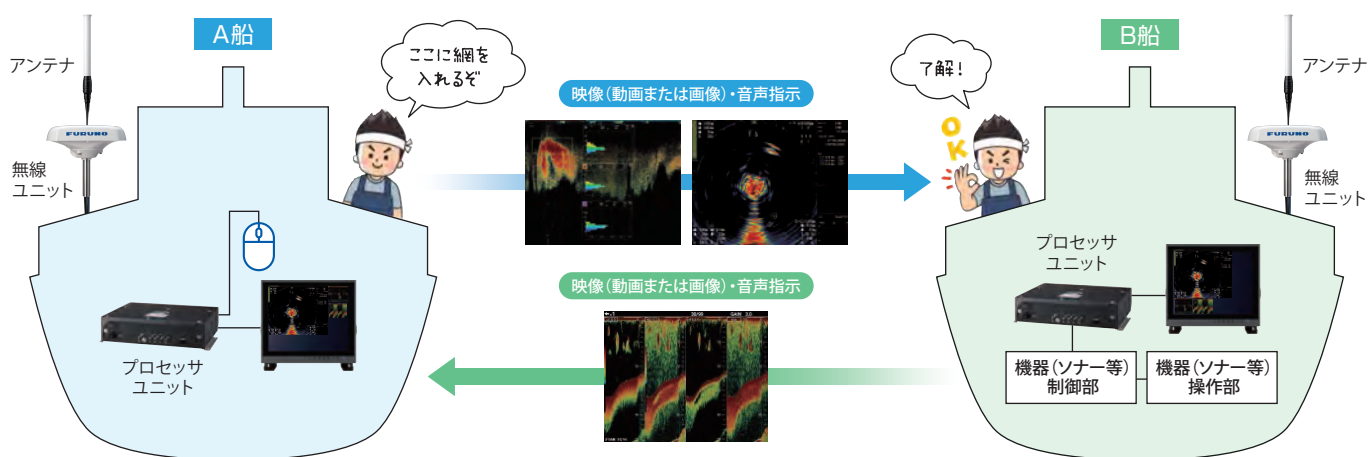 A船
アンテナ
FURUNO
無線
ユニット
ここに網を
入れるぞ
プロセッサ
ユニット
映像(動画または画像)・音声指示
映像(動画または画像)・音声指示
GAIN 3.0
B船
了解!
OK
アンテナ
FURUNO
無線
ユニット
プロセッサ
ユニット
機器(ソナー等)
制御部
機器(ソナー等)
操作部